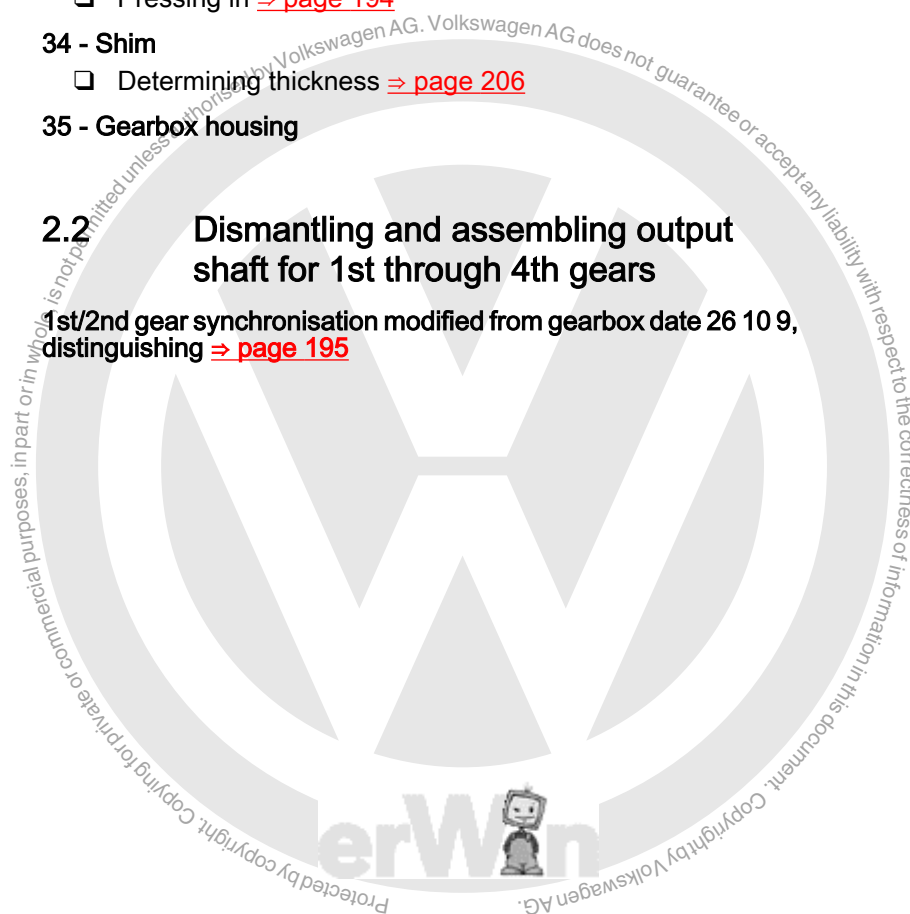 ❑ Pressing in ⇒ page 194
34 - Shim
❑ Determining thickness ⇒ page 206
35 - Gearbox housing
2.2 Dismantling and assembling output
shaft for 1st through 4th gears
1st/2nd gear synchronisation modified from gearbox date 26 10 9,
distinguishing ⇒ page 195
Protected by copyright. Copying for private or commercial purposes, in part or in whole, is not permitted unless authorised by Volkswagen AG. Volkswagen AG does not guarantee or accept any liability with respect to the correctness of information in this document. Copyright by Volkswagen AG.
erWin